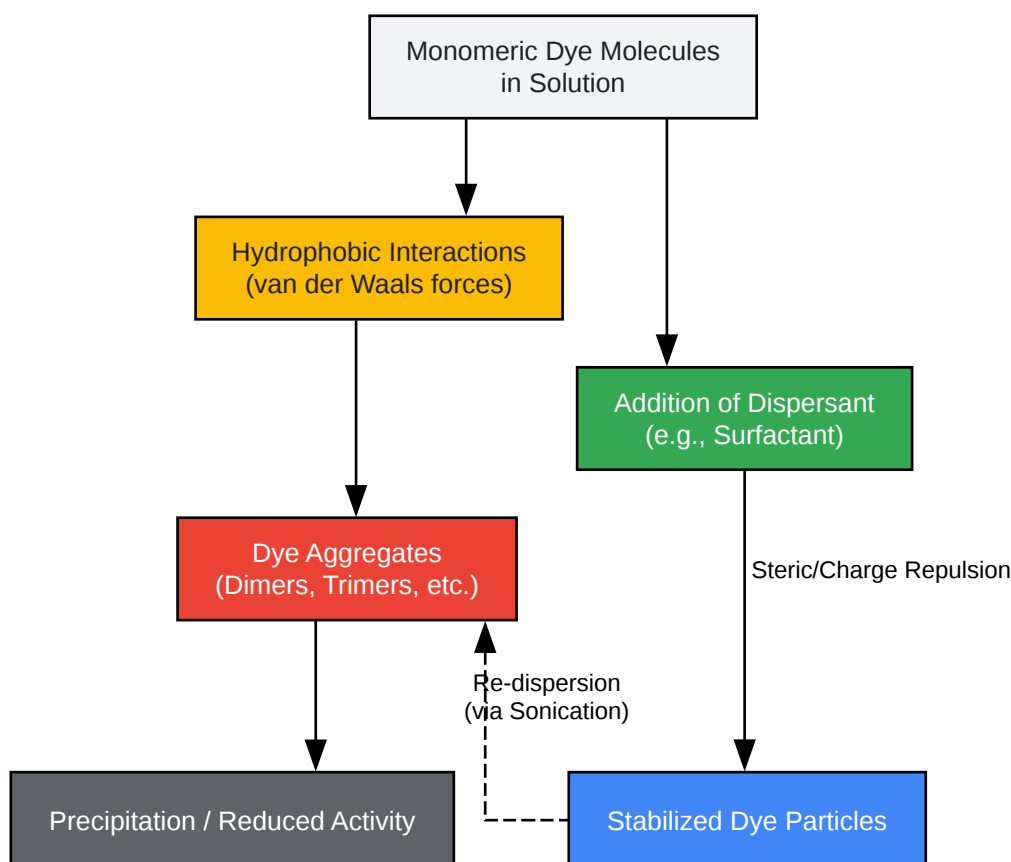 Monomeric Dye Molecules
in Solution
Hydrophobic Interactions
(van der Waals forces)
Addition of Dispersant
(e.g., Surfactant)
Dye Aggregates
(Dimers, Trimers, etc.)
Steric/Charge Repulsion
Re-dispersion
(via Sonication)
Precipitation / Reduced Activity
Stabilized Dye Particles